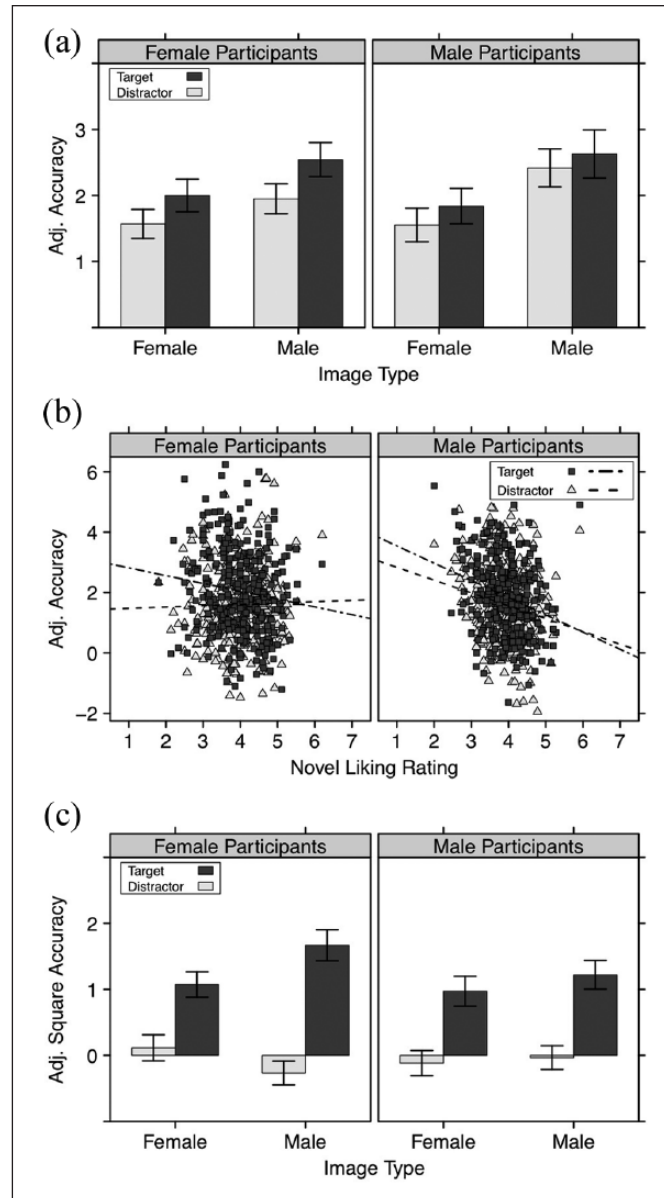 (a)
Female Participants
Male Participants
Target
Distractor
Adj. Accuracy
3
2
1
Female
Male
Female
Male
Image Type
(b)
Female Participants
Male Participants
Target
Distractor
Adj. Accuracy
6
4
2
0
−2
1 2 3 4 5 6 7
1 2 3 4 5 6 7
Novel Liking Rating
(c)
Female Participants
Male Participants
Target
Distractor
Adj. Square Accuracy
2
1
0
Female
Male
Female
Male
Image Type